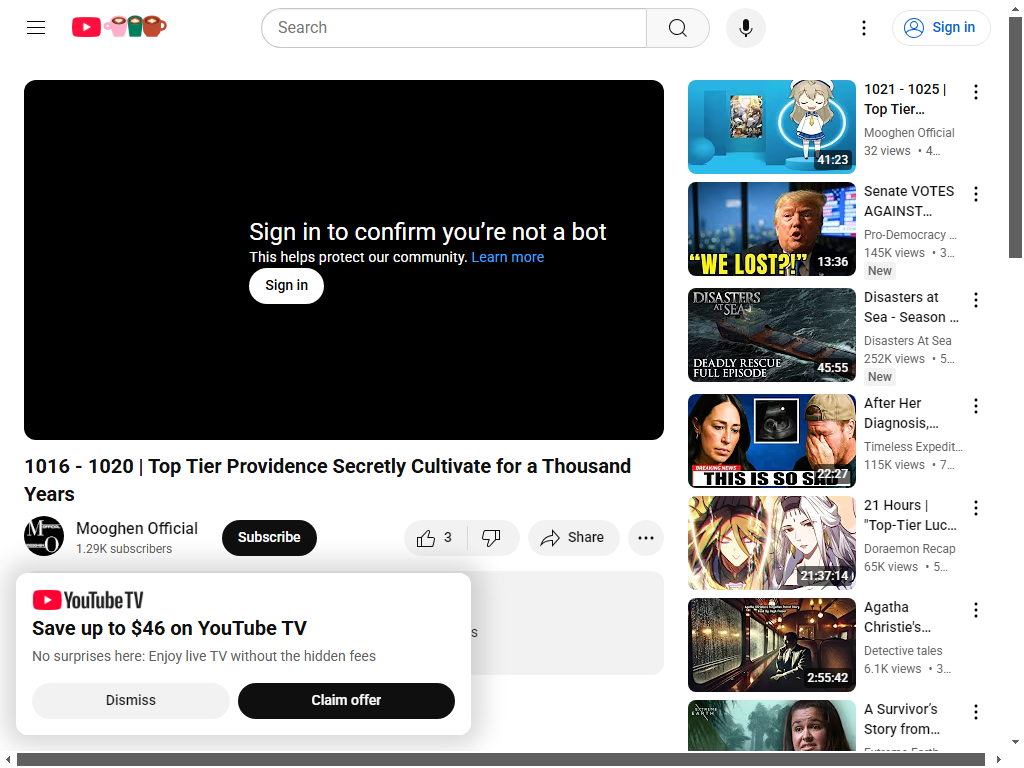 Search
Sign in
Sign in to confirm you're not a bot
This helps protect our community. Learn more
Sign in
1016 - 1020 | Top Tier Providence Secretly Cultivate for a Thousand
Years
Mooghen Official
1.29K subscribers
Subscribe
3
Share
s
YouTube TV
Save up to $46 on YouTube TV
No surprises here: Enjoy live TV without the hidden fees
Dismiss
Claim offer
41:23
1021 - 1025 |
Top Tier...
Mooghen Official
32 views • 4...
"WE LOST?!"
13:36
Senate VOTES
AGAINST...
Pro-Democracy ...
145K views • 3...
New
DISASTERS
AT SEA
DEADLY RESCUE
FULL EPISODE
45:55
Disasters at
Sea - Season ...
Disasters At Sea
252K views • 5...
New
BREAKING NEWS
THIS IS SO SAD
22:27
After Her
Diagnosis,...
Timeless Expedit...
115K views • 7...
21:37:14
21 Hours |
"Top-Tier Luc...
Doraemon Recap
65K views • 5...
2:55:42
Agatha
Christie's...
Detective tales
6.1K views • 3...
EXTREME
EARTH
A Survivor's
Story from...
Extreme Earth